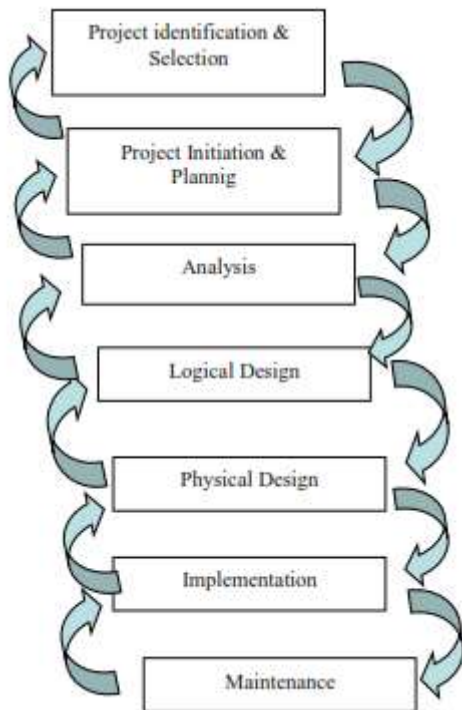 Project identification &
Selection
Project Initiation &
Plannig
Analysis
Logical Design
Physical Design
Implementation
Maintenance